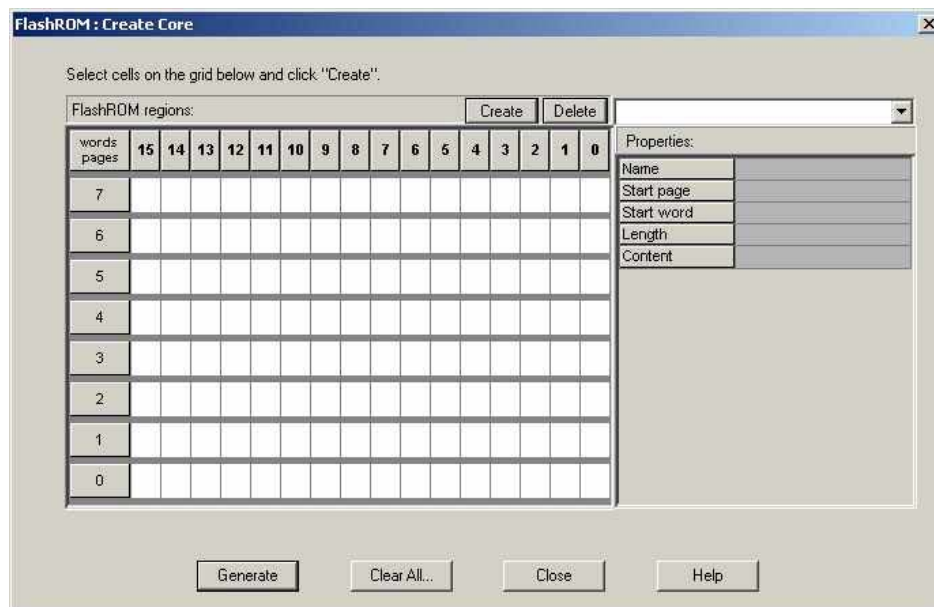 FlashROM : Create Core
Select cells on the grid below and click "Create".
FlashROM regions: Create Delete
words pages 15 14 13 12 11 10 9 8 7 6 5 4 3 2 1 0
7
6
5
4
3
2
1
0
Properties:
Name
Start page
Start word
Length
Content
Generate Clear All... Close Help